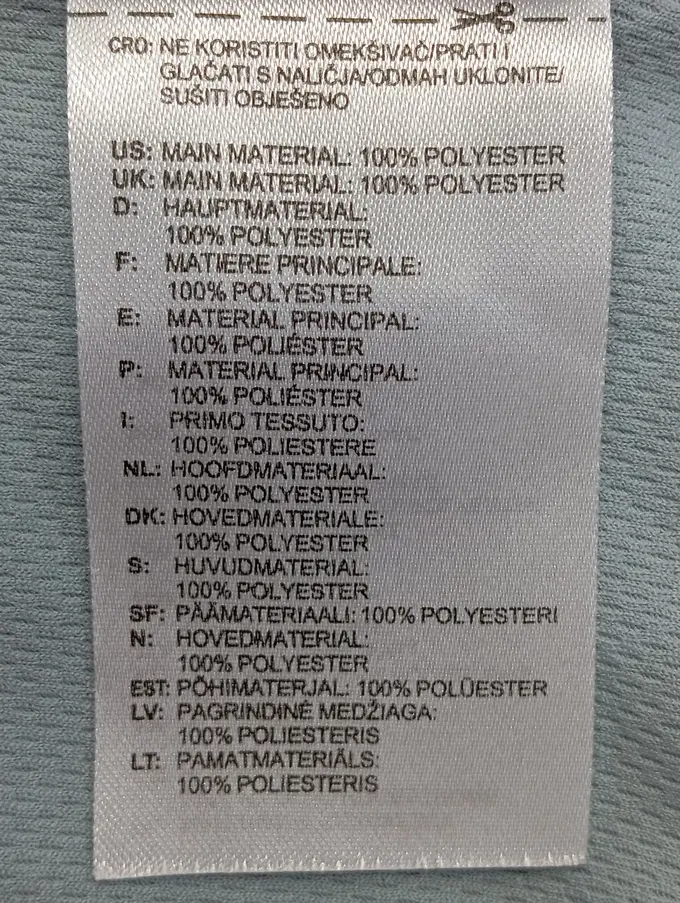 CRO: NE KORISTITI OMEKŠIVAČ/PRATI I
GLAČATI S NALIČJA/ODMAH UKLONITE/
SUŠITI OBJEŠENO
US: MAIN MATERIAL: 100% POLYESTER
UK: MAIN MATERIAL: 100% POLYESTER
D: HAUPTMATERIAL:
100% POLYESTER
F: MATIERE PRINCIPALE:
100% POLYESTER
E: MATERIAL PRINCIPAL:
100% POLIÉSTER
P: MATERIAL PRINCIPAL:
100% POLIÉSTER
I: PRIMO TESSUTO:
100% POLIESTERE
NL: HOOFDMATERIAAL:
100% POLYESTER
DK: HOVEDMATERIALE:
100% POLYESTER
S: HUVUDMATERIAL:
100% POLYESTER
SF: PÄÄMATERIAALI: 100% POLYESTERI
N: HOVEDMATERIAL:
100% POLYESTER
EST: PÕHIMATERJAL: 100% POLÜESTER
LV: PAGRINDINĖ MEDŽIAGA:
100% POLIESTERIS
LT: PAMATMATERIĀLS:
100% POLIESTERIS